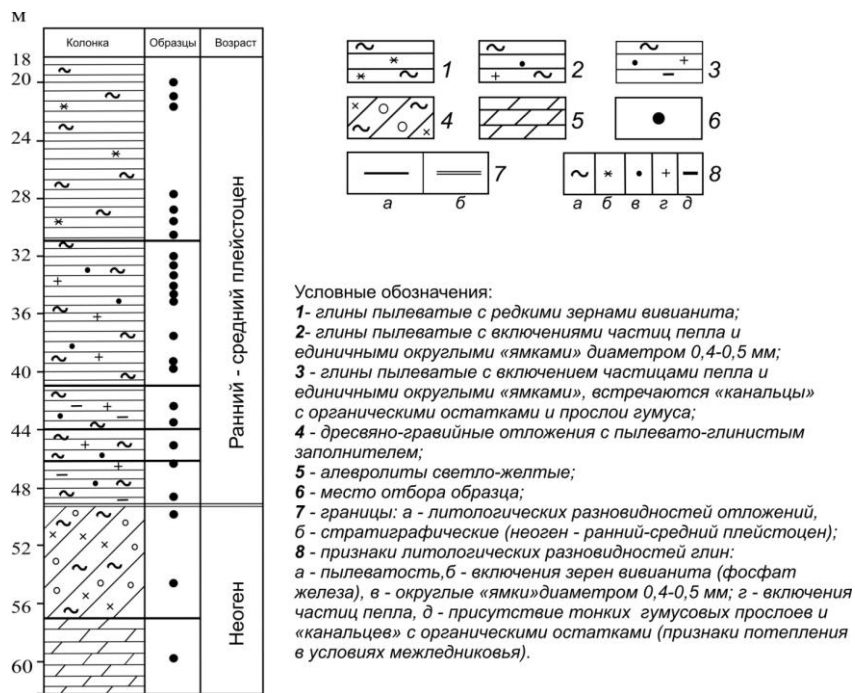 м
Колонка Образцы Возраст
18
20
24
28
32
36
40
44
48
52
56
60
Ранний - средний плейстоцен
Неоген
1 2 3
4 5 6
7 8
а б а б в г д
Условные обозначения:
1- глины пылеватые с редкими зернами вивианита;
2- глины пылеватые с включениями частиц пепла и
единичными округлыми «ямками» диаметром 0,4-0,5 мм;
3 - глины пылеватые с включением частицами пепла и
единичными округлыми «ямками», встречаются «канальцы»
с органическими остатками и прослои гумуса;
4 - дресвяно-гравийные отложения с пылевато-глинистым
заполнителем;
5 - алевролиты светло-желтые;
6 - место отбора образца;
7 - границы: а - литологических разновидностей отложений,
б - стратиграфические (неоген - ранний-средний плейстоцен);
8 - признаки литологических разновидностей глин:
а - пылеватость,б - включения зерен вивианита (фосфат
железа), в - округлые «ямки»диаметром 0,4-0,5 мм; г - включения
частиц пепла, д - присутствие тонких гумусовых прослоев и
«канальцев» с органическими остатками (признаки потепления
в условиях межледниковья).